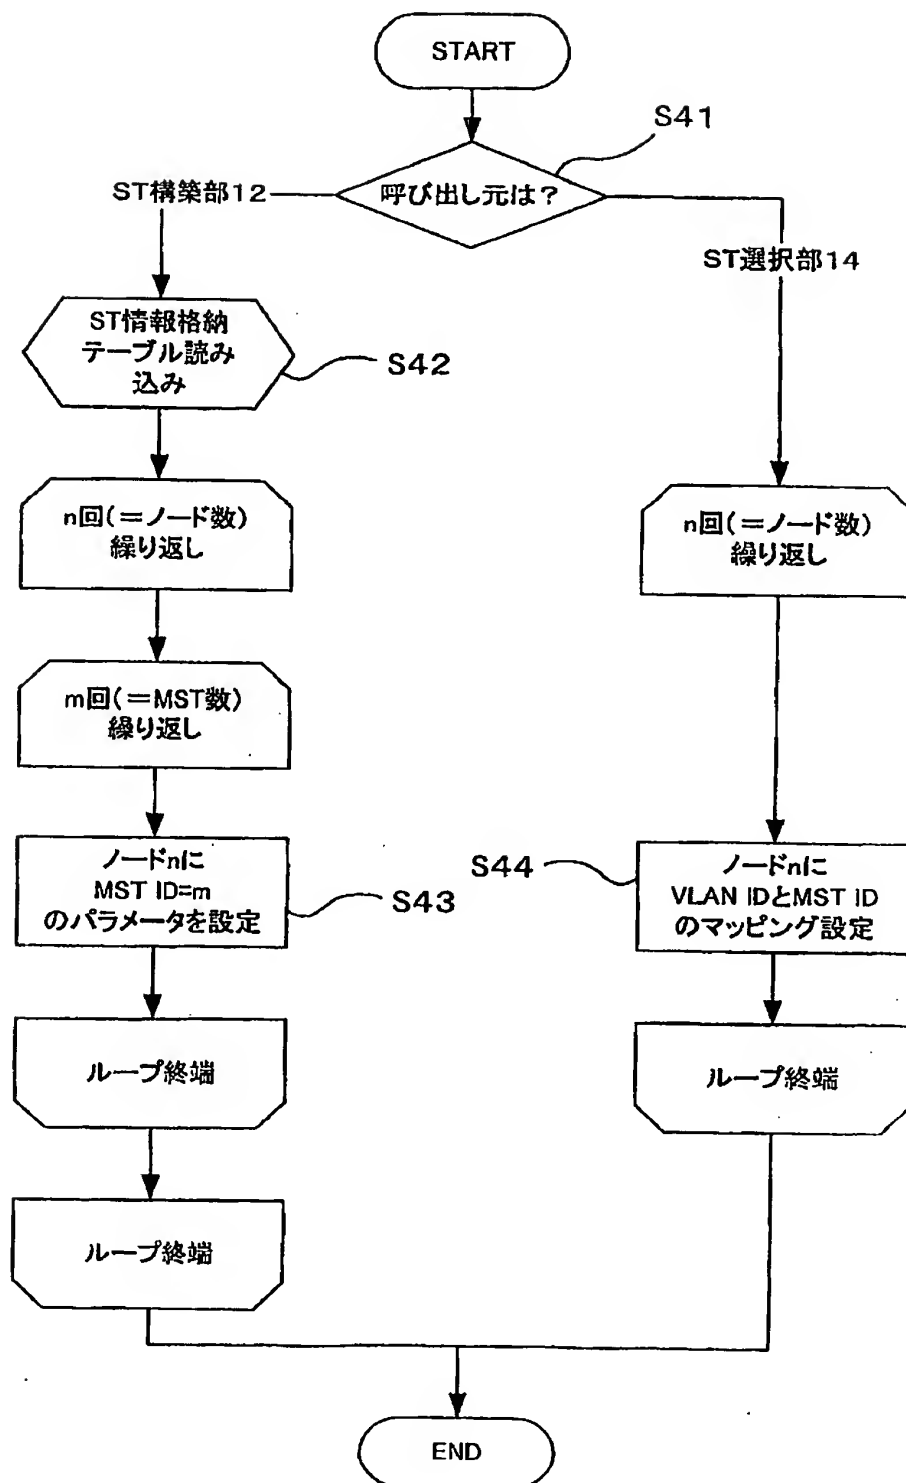 START
S41
呼び出し元は？
ST構築部12
ST選択部14
ST情報格納
テーブル読み
込み
S42
n回(＝ノード数)
繰り返し
n回(＝ノード数)
繰り返し
m回(＝MST数)
繰り返し
ノードnに
MST ID=m
のパラメータを設定
S43
S44
ノードnに
VLAN IDとMST ID
のマッピング設定
ループ終端
ループ終端
ループ終端
END